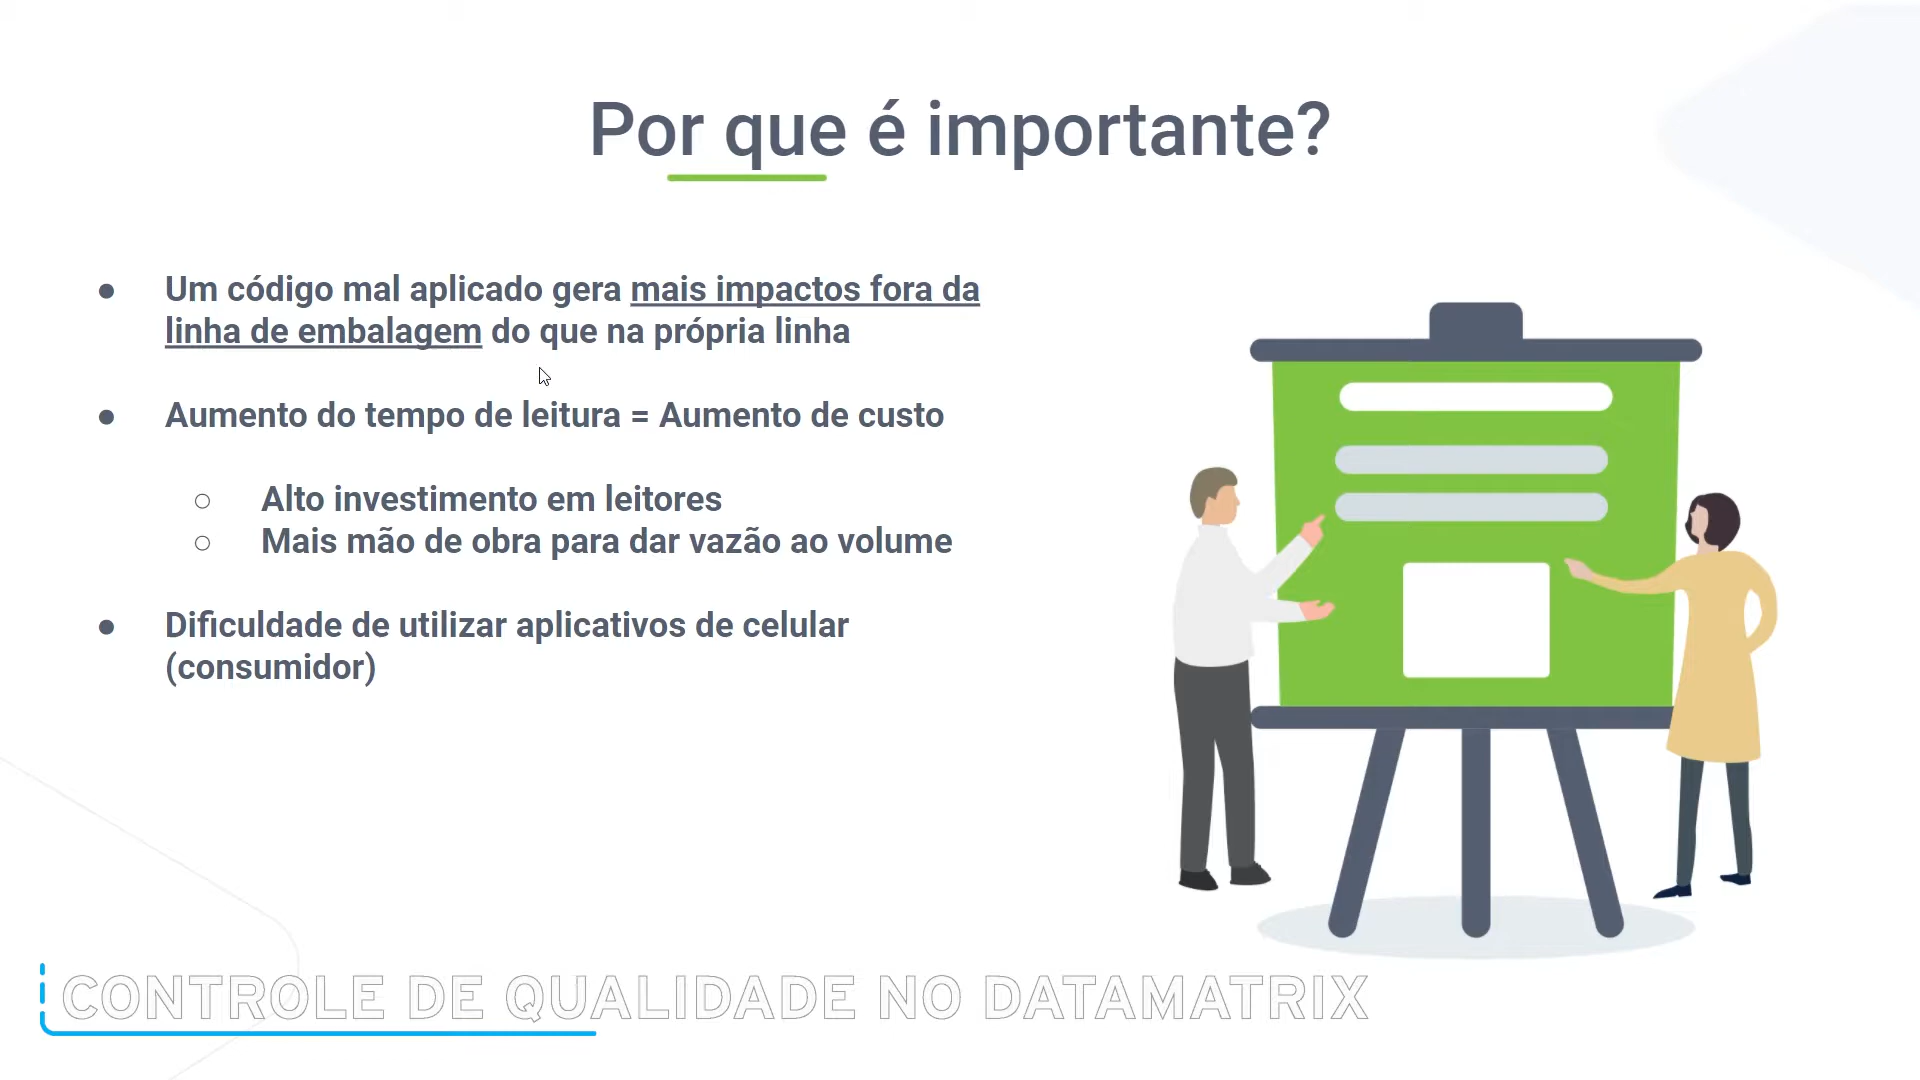 Por que é importante?
● Um código mal aplicado gera mais impactos fora da
linha de embalagem do que na própria linha
● Aumento do tempo de leitura = Aumento de custo
○ Alto investimento em leitores
○ Mais mão de obra para dar vazão ao volume
● Dificuldade de utilizar aplicativos de celular
(consumidor)
CONTROLE DE QUALIDADE NO DATAMATRIX